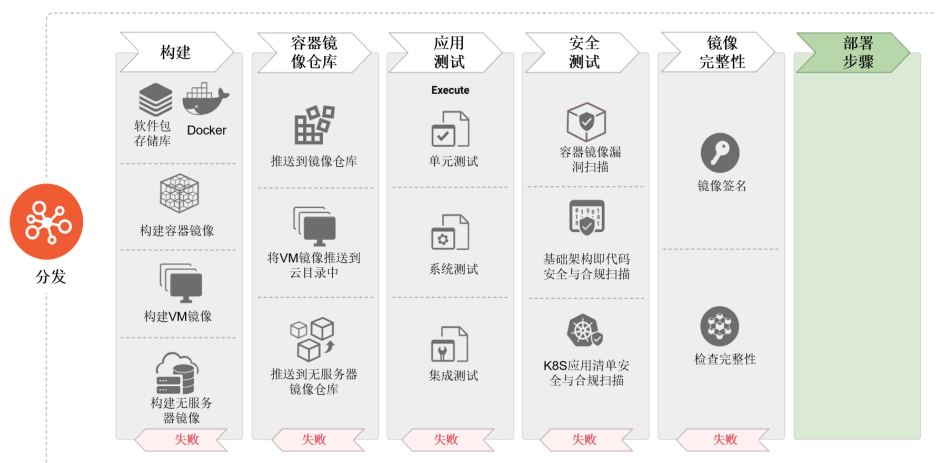 分发
构建
软件包
存储库
Docker
构建容器镜像
构建VM镜像
构建无服务
器镜像
失败
容器镜
像仓库
推送到镜像仓库
将VM镜像推送到
云目录中
推送到无服务器
镜像仓库
失败
应用
测试
Execute
单元测试
系统测试
集成测试
失败
安全
测试
容器镜像漏
洞扫描
基础架构即代码
安全与合规扫描
K8S应用清单安
全与合规扫描
失败
镜像
完整性
镜像签名
检查完整性
失败
部署
步骤